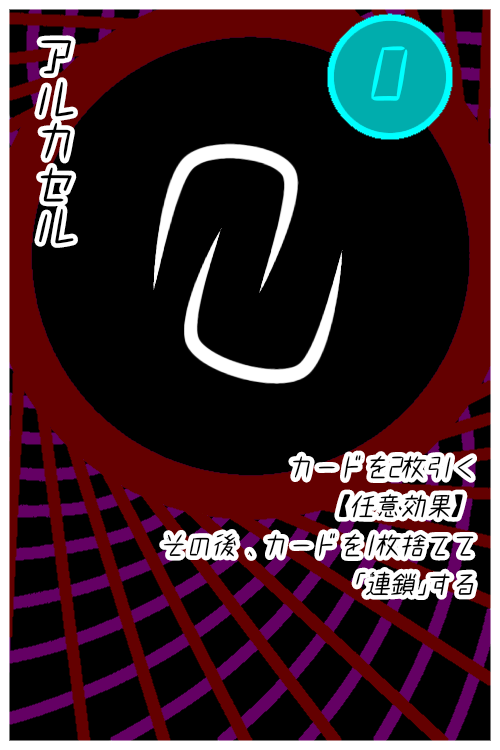 アルカセル
0
カードを2枚引く
【任意効果】
その後、カードを1枚捨てて
「連鎖」する